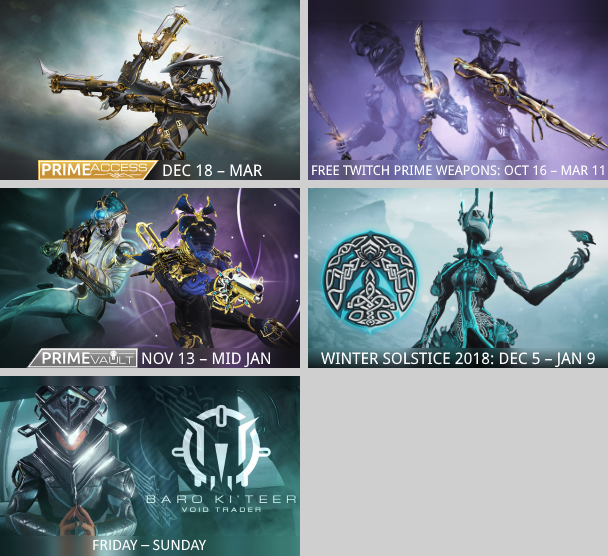 PRIMEACCESS DEC 18 – MAR
FREE TWITCH PRIME WEAPONS: OCT 16 – MAR 11
PRIMEVAULT NOV 13 – MID JAN
WINTER SOLSTICE 2018: DEC 5 – JAN 9
BARO KI'TEER
VOID TRADER
FRIDAY – SUNDAY